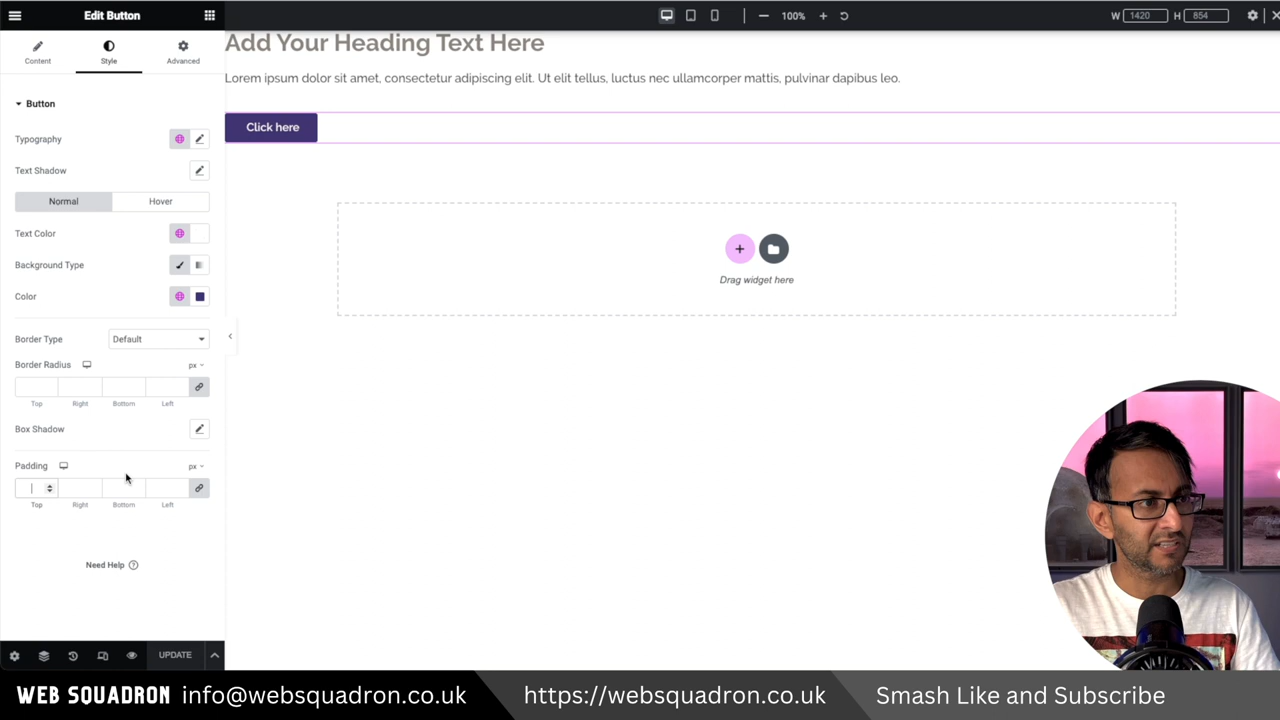 Edit Button
100%
W 1420 H 854
Content Style Advanced
Button
Typography
Text Shadow
Normal Hover
Text Color
Background Type
Color
Border Type Default
Border Radius px
Top Right Bottom Left
Box Shadow
Padding px
Top Right Bottom Left
Need Help ?
UPDATE
Add Your Heading Text Here
Lorem ipsum dolor sit amet, consectetur adipiscing elit. Ut elit tellus, luctus nec ullamcorper mattis, pulvinar dapibus leo.
Click here
Drag widget here
WEB SQUADRON info@websquadron.co.uk https://websquadron.co.uk Smash Like and Subscribe